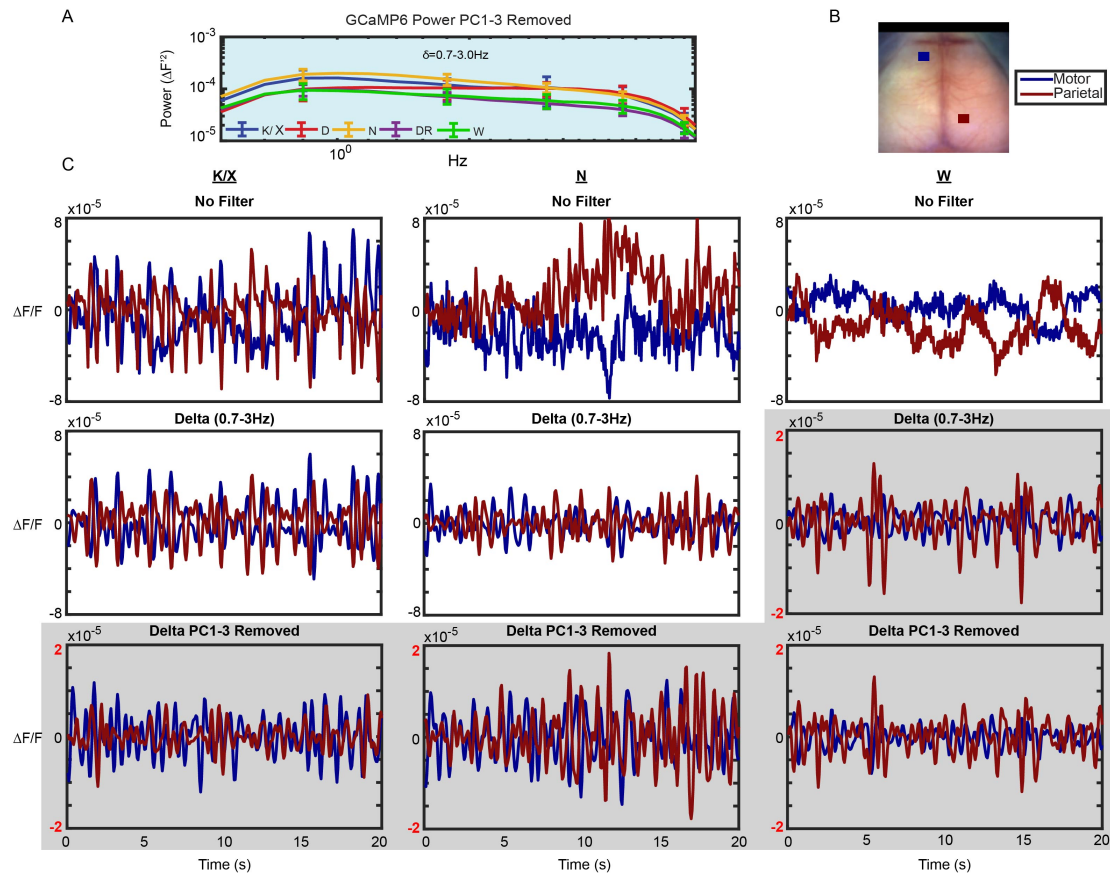 A
GCaMP6 Power PC1-3 Removed
B
10^-3
δ=0.7-3.0Hz
Power (ΔF^2)
10^-4
10^-5
K/ X D N DR W
10^0
Hz
Motor
Parietal
C
K/X N W
No Filter No Filter No Filter
8 x10^-5 8 x10^-5 8 x10^-5
ΔF/F 0 0 0
-8 -8 -8
Delta (0.7-3Hz) Delta (0.7-3Hz) Delta (0.7-3Hz)
8 x10^-5 8 x10^-5 2 x10^-5
ΔF/F 0 0 0
-8 -8 -2
Delta PC1-3 Removed Delta PC1-3 Removed Delta PC1-3 Removed
2 x10^-5 2 x10^-5 2 x10^-5
ΔF/F 0 0 0
-2 -2 -2
0 5 10 15 20 0 5 10 15 20 0 5 10 15 20
Time (s) Time (s) Time (s)